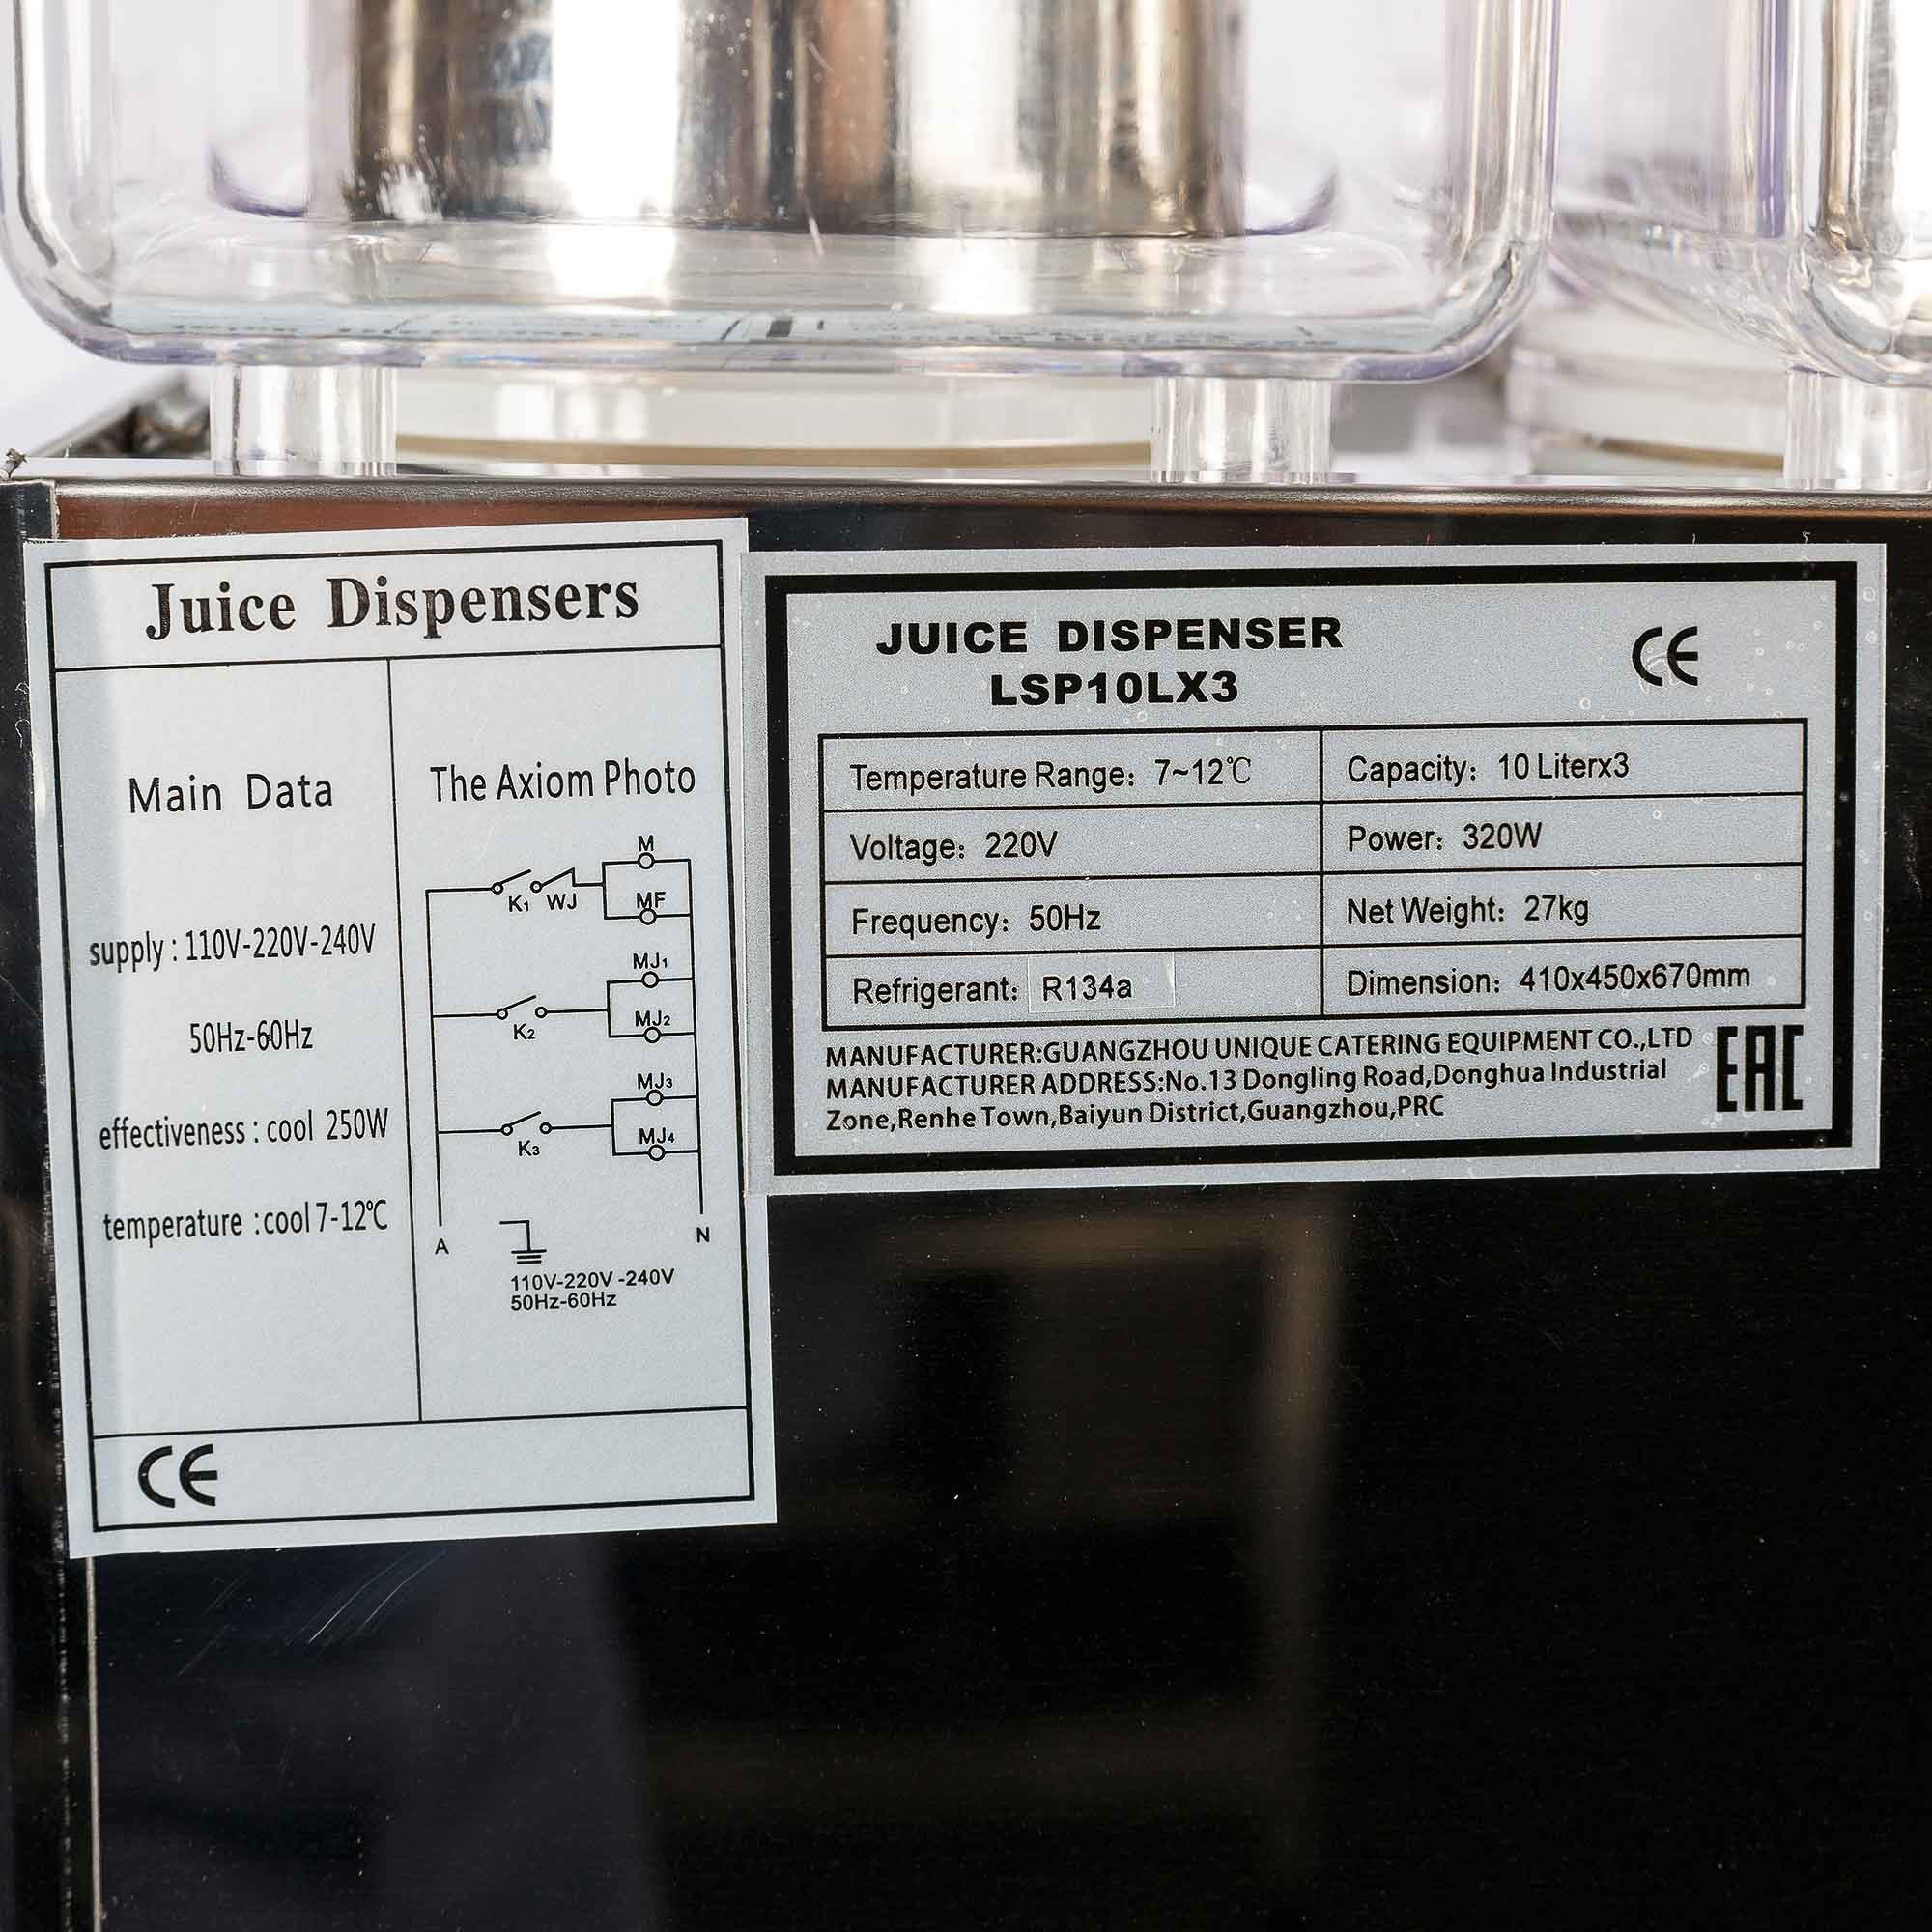 Juice Dispensers
Main Data
supply : 110V-220V-240V
50Hz-60Hz
effectiveness : cool 250W
temperature :cool 7-12℃
The Axiom Photo
M
K1 WJ
MF
MJ1
K2
MJ2
MJ3
K3
MJ4
A
N
110V-220V -240V
50Hz-60Hz
CE
JUICE DISPENSER
LSP10LX3
CE
Temperature Range: 7~12℃
Capacity: 10 Literx3
Voltage: 220V
Power: 320W
Frequency: 50Hz
Net Weight: 27kg
Refrigerant: R134a
Dimension: 410x450x670mm
MANUFACTURER:GUANGZHOU UNIQUE CATERING EQUIPMENT CO.,LTD
MANUFACTURER ADDRESS:No.13 Dongling Road,Donghua Industrial
Zone,Renhe Town,Baiyun District,Guangzhou,PRC
EAC